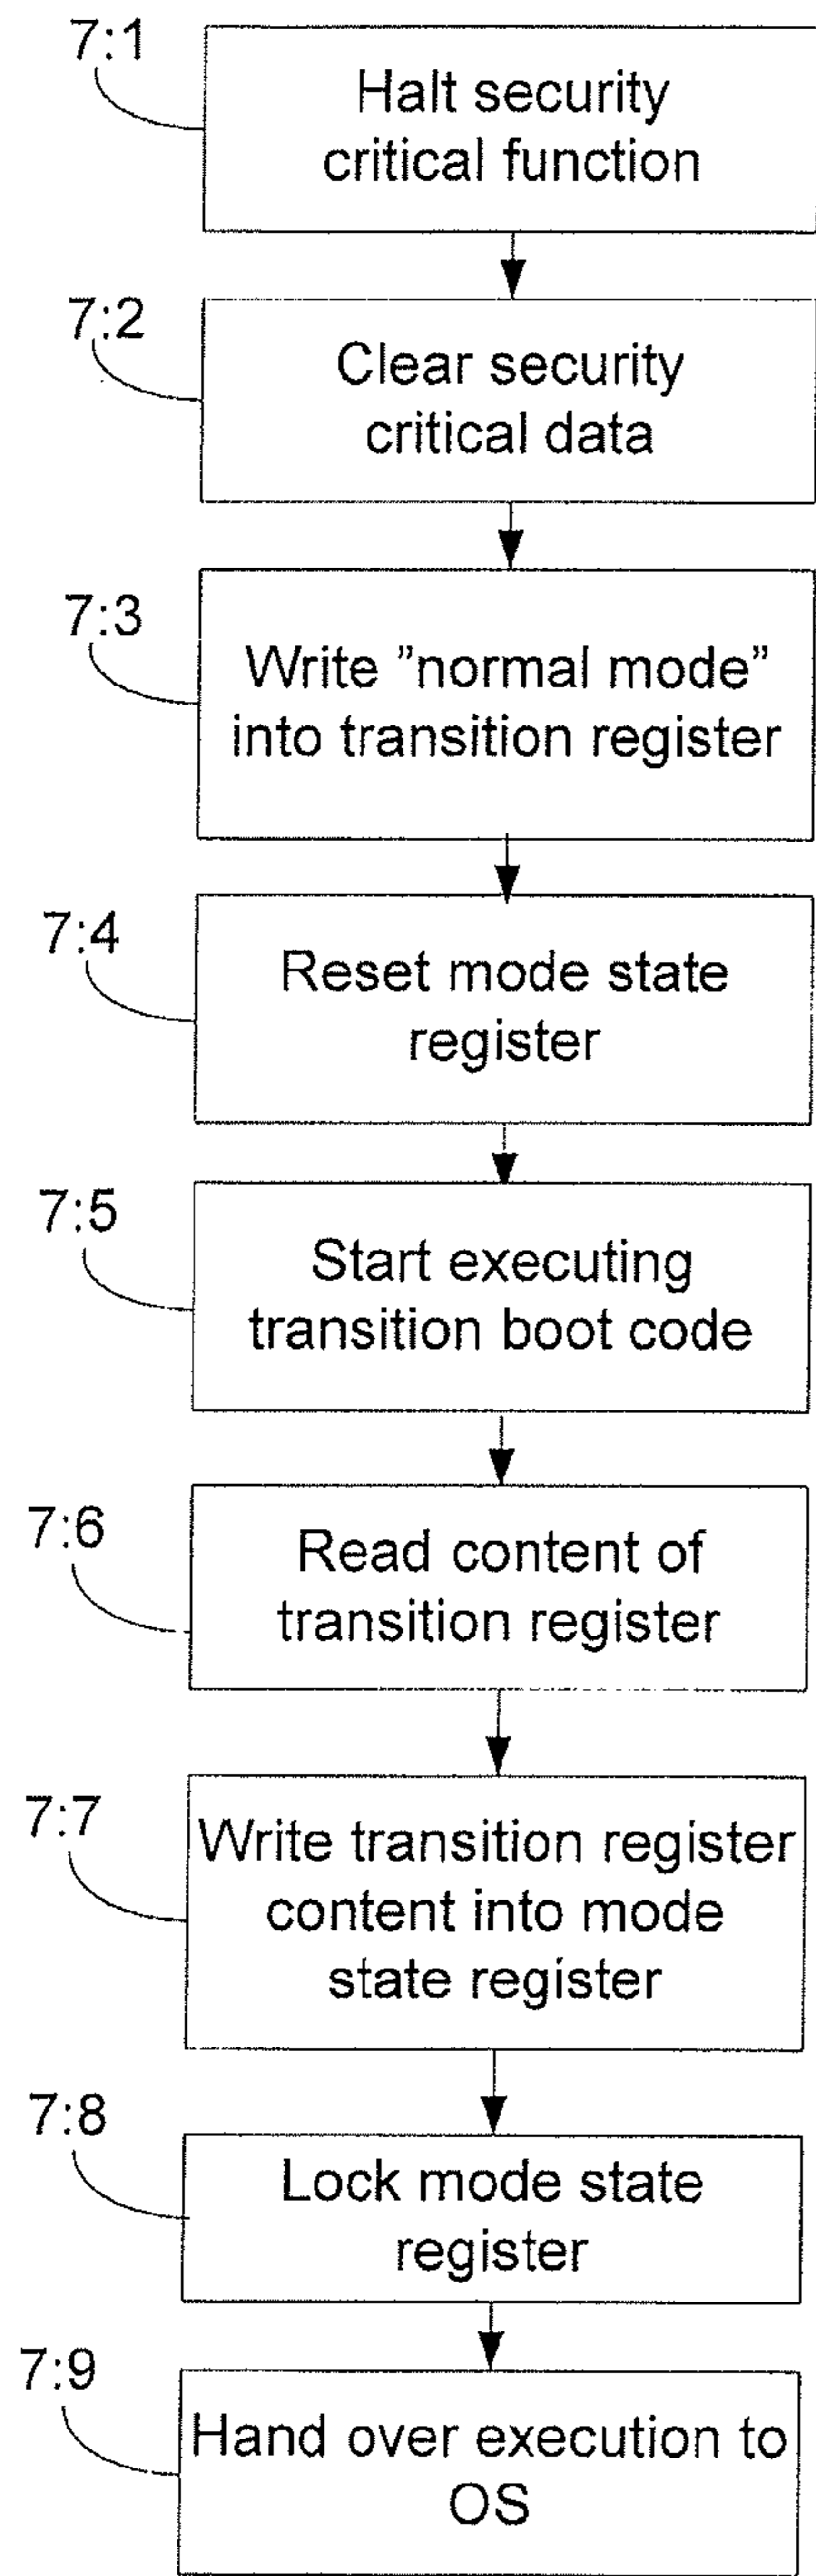 7:1
Halt security
critical function
7:2
Clear security
critical data
7:3
Write ”normal mode”
into transition register
7:4
Reset mode state
register
7:5
Start executing
transition boot code
7:6
Read content of
transition register
7:7
Write transition register
content into mode
state register
7:8
Lock mode state
register
7:9
Hand over execution to
OS